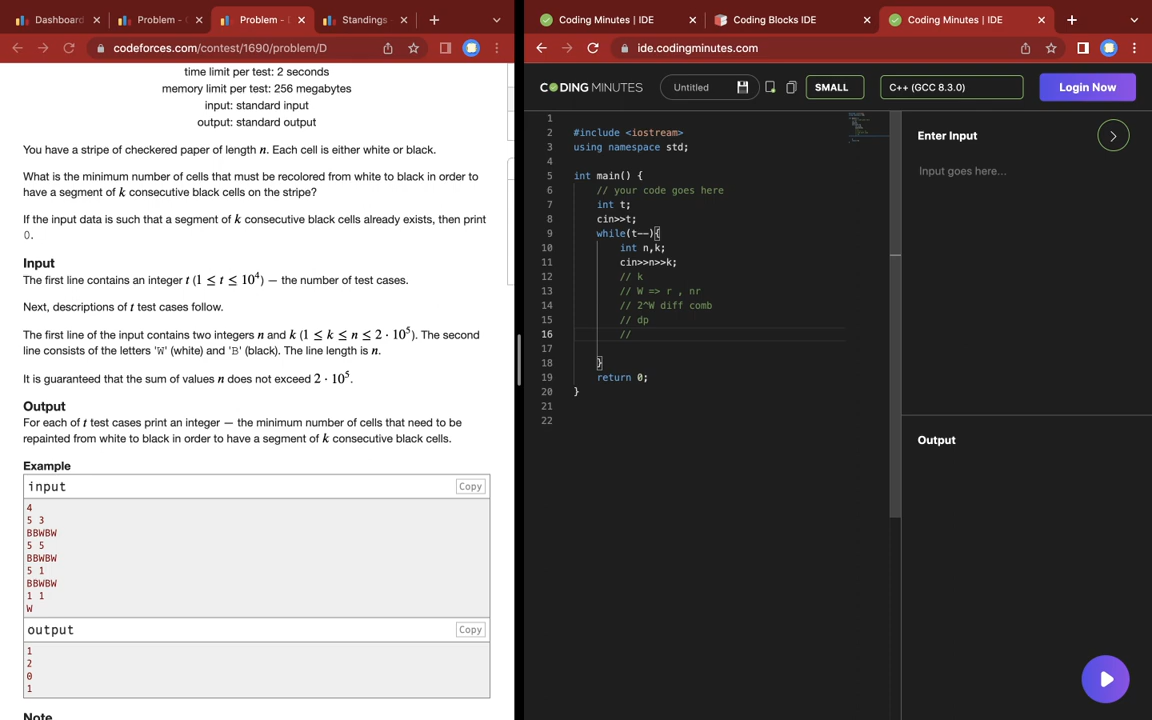 Dashboard
Problem - C
Problem -
Standings
codeforces.com/contest/1690/problem/D
time limit per test: 2 seconds
memory limit per test: 256 megabytes
input: standard input
output: standard output
You have a stripe of checkered paper of length n. Each cell is either white or black.
What is the minimum number of cells that must be recolored from white to black in order to
have a segment of k consecutive black cells on the stripe?
If the input data is such that a segment of k consecutive black cells already exists, then print
0.
Input
The first line contains an integer t (1 ≤ t ≤ 10⁴) — the number of test cases.
Next, descriptions of t test cases follow.
The first line of the input contains two integers n and k (1 ≤ k ≤ n ≤ 2 · 10⁵). The second
line consists of the letters 'W' (white) and 'B' (black). The line length is n.
It is guaranteed that the sum of values n does not exceed 2 · 10⁵.
Output
For each of t test cases print an integer — the minimum number of cells that need to be
repainted from white to black in order to have a segment of k consecutive black cells.
Example
input
Copy
4
5 3
BBWBW
5 5
BBWBW
5 1
BBWBW
1 1
W
output
Copy
1
2
0
1
Note
Coding Minutes | IDE
Coding Blocks IDE
Coding Minutes | IDE
ide.codingminutes.com
CODING MINUTES
Untitled
SMALL
C++ (GCC 8.3.0)
Login Now
1
2 #include <iostream>
3 using namespace std;
4
5 int main() {
6 // your code goes here
7 int t;
8 cin>>t;
9 while(t--){
10 int n,k;
11 cin>>n>>k;
12 // k
13 // W => r , nr
14 // 2^W diff comb
15 // dp
16 //
17
18 }
19 return 0;
20 }
21
22
Enter Input
Input goes here...
Output